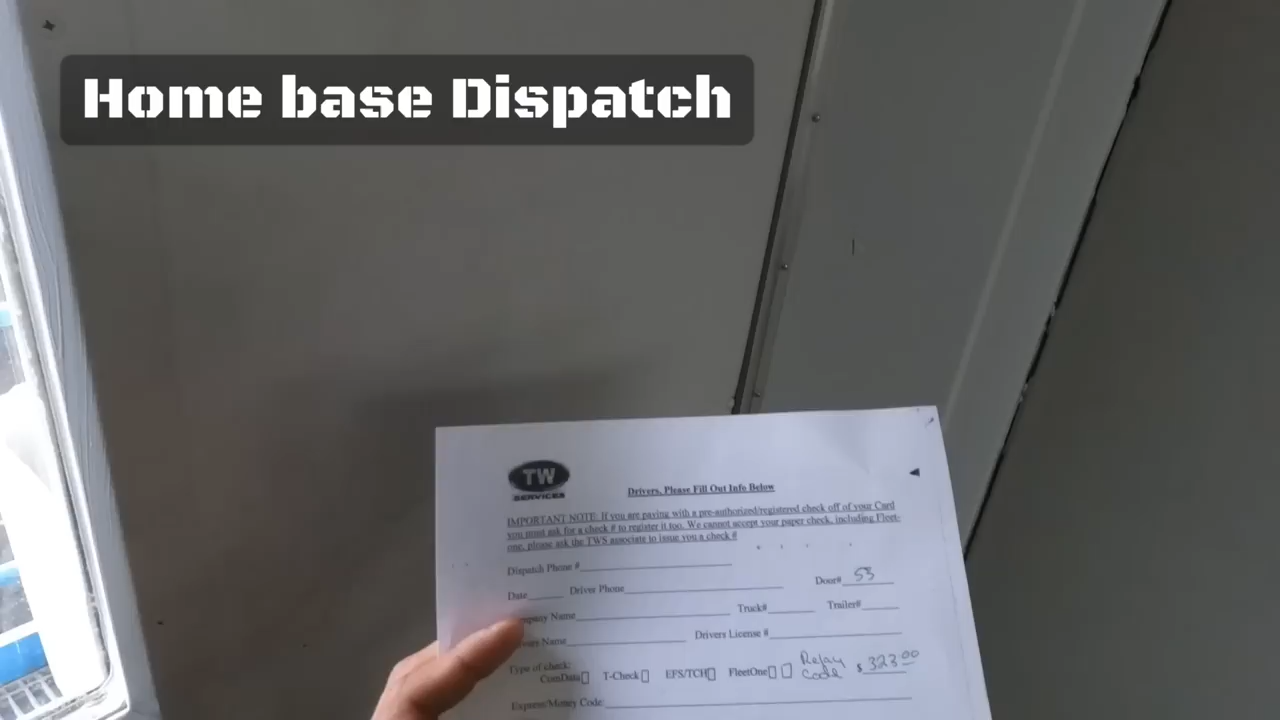 Home base Dispatch
TW
SERVICES
Drivers, Please Fill Out Info Below
IMPORTANT NOTE: If you are paying with a pre-authorized/registered check off of your Card
you must ask for a check # to register it too. We cannot accept your paper check, including Fleet-
one, please ask the TWS associate to issue you a check #
Dispatch Phone #
Date Driver Phone Door# 53
mpany Name Truck# Trailer#
Name Drivers License #
Type of check:
ComData T-Check EFS/TCH FleetOne Relay code $ 323.00
Express/Money Code: